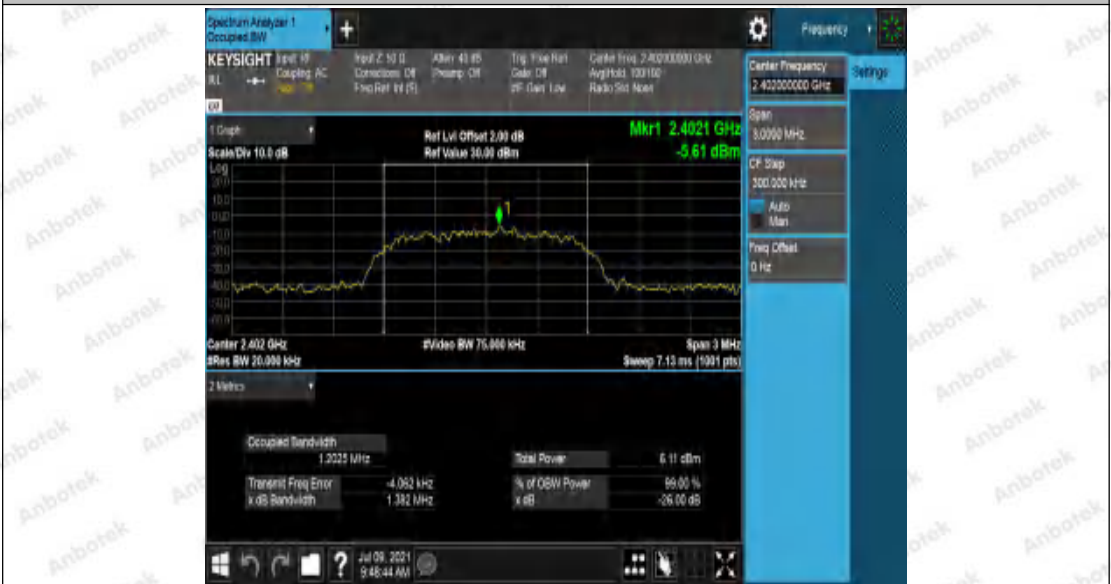 Spectrum Analyzer 1
Occupied BW
Frequency
KEYSIGHT
Coupling: AC
Input Z: 50 Ω
Corrections: Off
Freq Ref: Int (S)
Atten: 40 dB
Preamp: Off
Trig: Free Run
Gate: Off
#IF Gain: Low
Center Freq: 2.402000000 GHz
Avg|Hold: 100/100
Radio Std: None
Center Frequency
2.402000000 GHz
Settings
Span
3.0000 MHz
CF Step
300.000 kHz
Auto
Man
Freq Offset
0 Hz
1 Graph
Scale/Div 10.0 dB
Ref Lvl Offset 2.00 dB
Ref Value 30.00 dBm
Mkr1 2.4021 GHz
-5.61 dBm
Log
1
Center 2.402 GHz
#Res BW 20.000 kHz
#Video BW 75.000 kHz
Span 3 MHz
Sweep 7.13 ms (1001 pts)
2 Metrics
Occupied Bandwidth
1.2025 MHz
Total Power
6.11 dBm
Transmit Freq Error
-4.062 kHz
% of OBW Power
99.00 %
x dB Bandwidth
1.382 MHz
x dB
-26.00 dB
Jul 09, 2021
9:48:44 AM
Anbotek